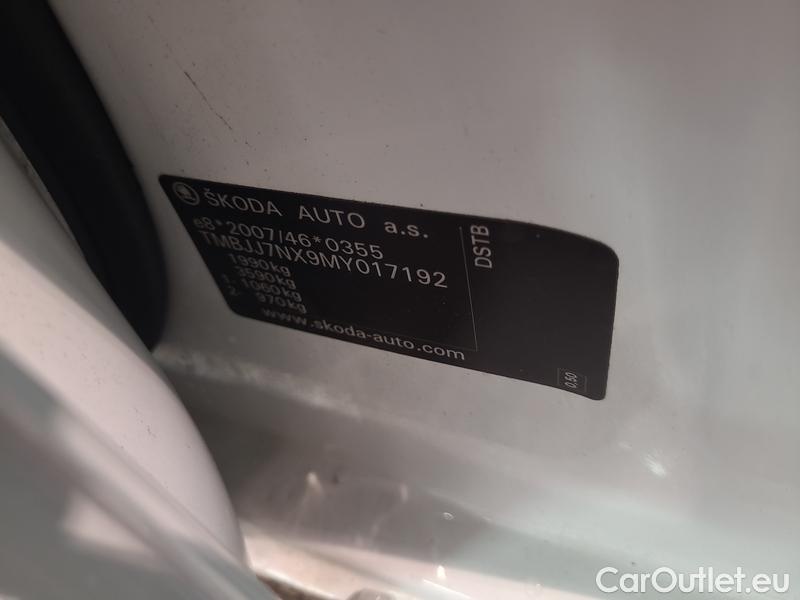 ŠKODA AUTO a.s.
e8*2007/46*0355
TMBJJ7NX9MY017192
1990kg
3590kg
1- 1060kg
2- 970kg
www.skoda-auto.com
DSTB
0.50
CarOutlet.eu